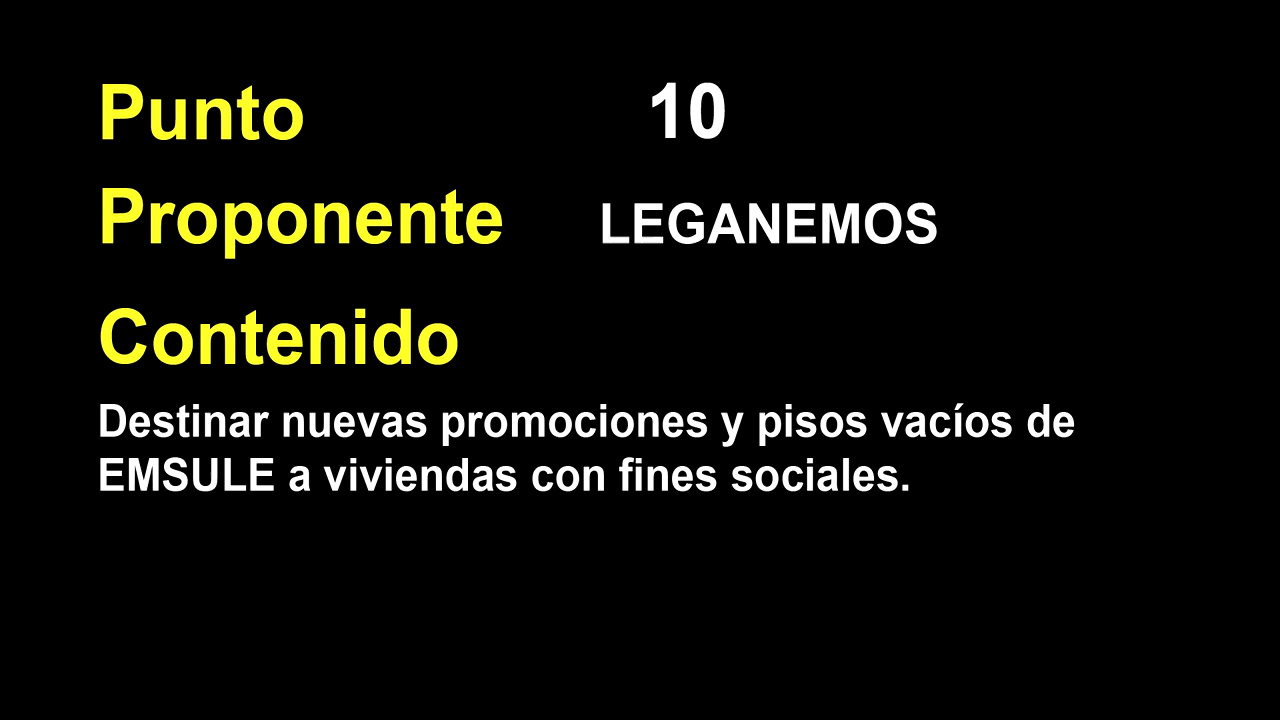 Punto 10
Proponente LEGANEMOS
Contenido
Destinar nuevas promociones y pisos vacíos de
EMSULE a viviendas con fines sociales.